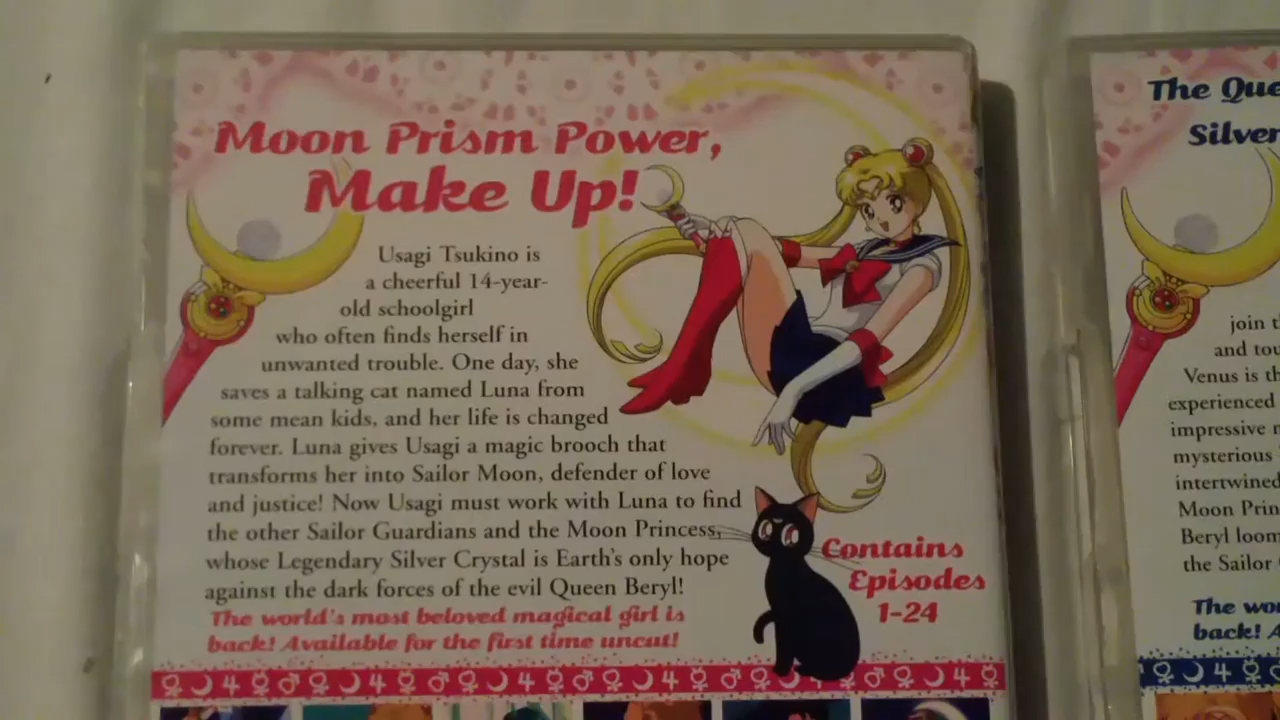 Moon Prism Power,
Make Up!
Usagi Tsukino is
a cheerful 14-year-
old schoolgirl
who often finds herself in
unwanted trouble. One day, she
saves a talking cat named Luna from
some mean kids, and her life is changed
forever. Luna gives Usagi a magic brooch that
transforms her into Sailor Moon, defender of love
and justice! Now Usagi must work with Luna to find
the other Sailor Guardians and the Moon Princess,
whose Legendary Silver Crystal is Earth's only hope
against the dark forces of the evil Queen Beryl!
The world's most beloved magical girl is
back! Available for the first time uncut!
Contains
Episodes
1-24
The Que
Silver
join t
and tou
Venus is th
experienced
impressive m
mysterious
intertwined
Moon Prin
Beryl loom
the Sailor
The wor
back! A